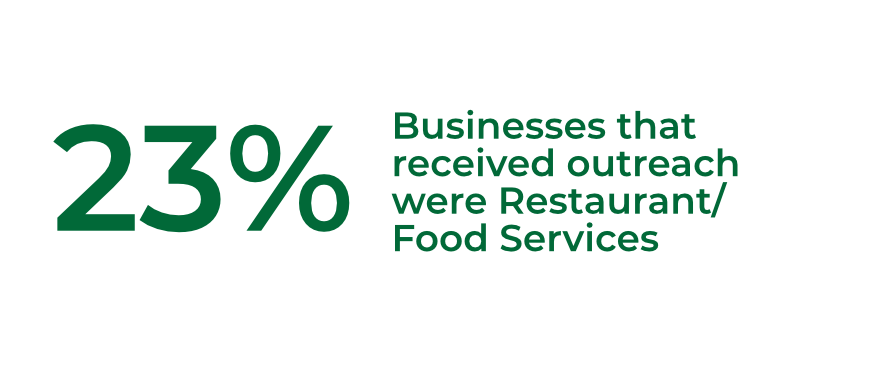 23%
Businesses that
received outreach
were Restaurant/
Food Services